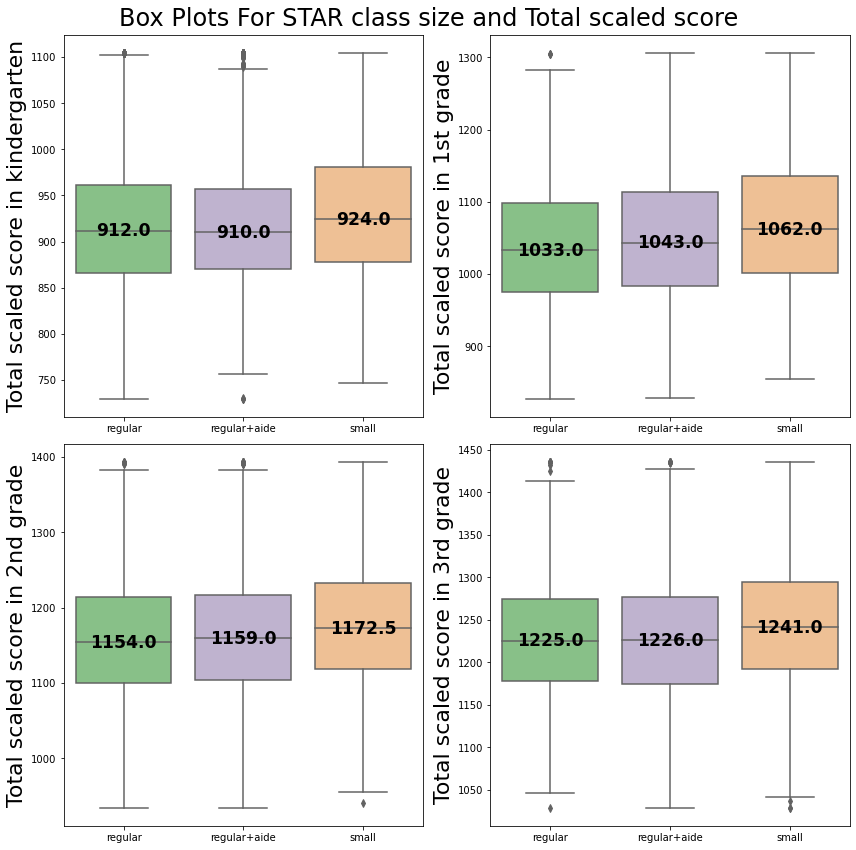 Box Plots For STAR class size and Total scaled score
Total scaled score in kindergarten
1100
1050
1000
950
900
850
800
750
912.0
910.0
924.0
regular
regular+aide
small
Total scaled score in 1st grade
1300
1200
1100
1000
900
1033.0
1043.0
1062.0
regular
regular+aide
small
Total scaled score in 2nd grade
1400
1300
1200
1100
1000
1154.0
1159.0
1172.5
regular
regular+aide
small
Total scaled score in 3rd grade
1450
1400
1350
1300
1250
1200
1150
1100
1050
1225.0
1226.0
1241.0
regular
regular+aide
small